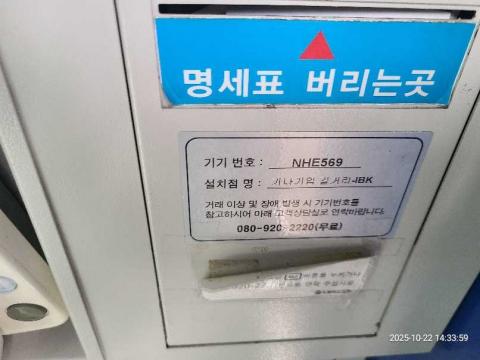 명세표 버리는곳
기기 번호 : NHE569
설치점 명 : -IBK
거래 이상 및 장애 발생 시 기기번호를
참고하시어 아래 고객상담실로 연락바랍니다.
080-920-2220(무료)
2025-10-22 14:33:59